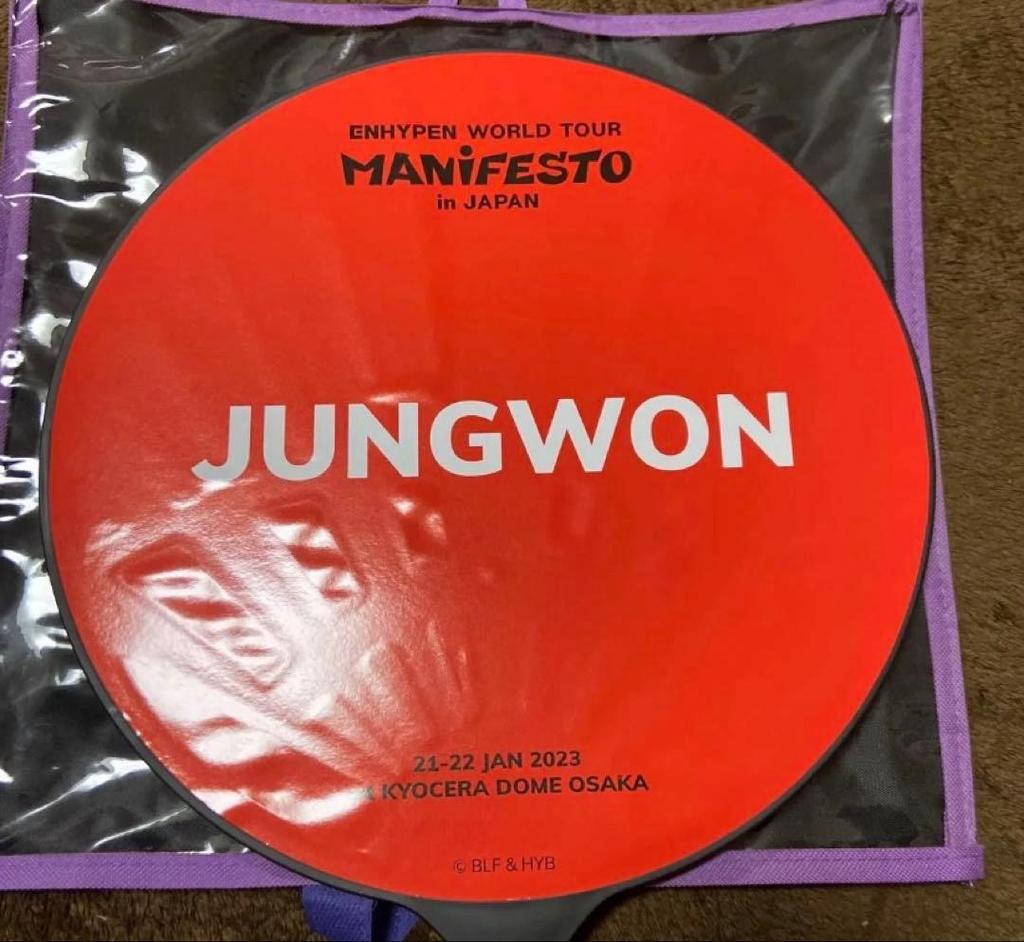 ENHYPEN WORLD TOUR
MANiFESTO
in JAPAN
JUNGWON
21-22 JAN 2023
KYOCERA DOME OSAKA
© BLF & HYB